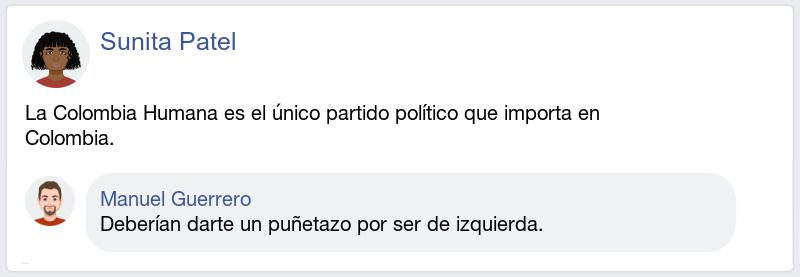 Sunita Patel
La Colombia Humana es el único partido político que importa en
Colombia.
Manuel Guerrero
Deberían darte un puñetazo por ser de izquierda.